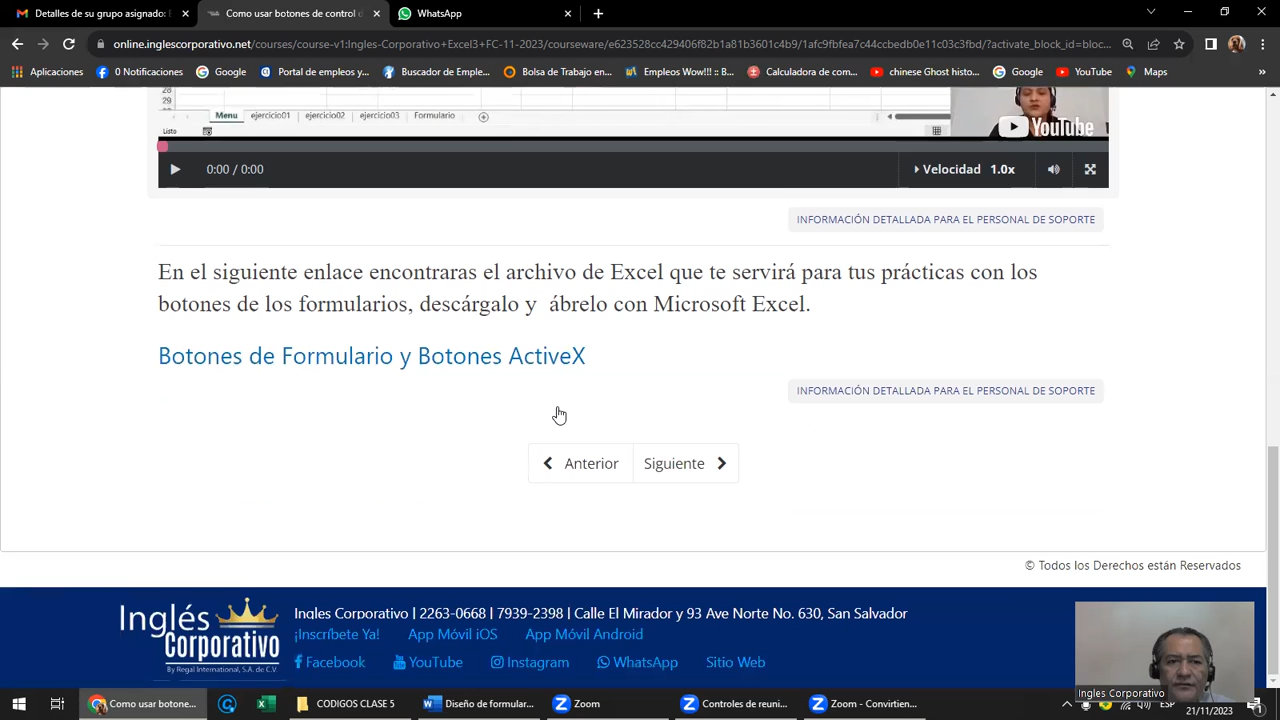 Detalles de su grupo asignado:
Como usar botones de control d
WhatsApp
online.inglescorporativo.net/courses/course-v1:Ingles-Corporativo+Excel3+FC-11-2023/courseware/e623528cc429406f82b1a81b3601c4b9/1afc9fbfea7c44ccbedb0e11c03c3fbd/?activate_block_id=bloc...
Aplicaciones
0 Notificaciones
Google
Portal de empleos y...
Buscador de Emple...
Bolsa de Trabajo en...
Empleos Wow!!! :: B...
Calculadora de com...
chinese Ghost histo...
Google
YouTube
Maps
28
29
Menu ejercicio01 ejercicio02 ejercicio03 Formulario
Listo
YouTube
0:00 / 0:00
Velocidad 1.0x
INFORMACIÓN DETALLADA PARA EL PERSONAL DE SOPORTE
En el siguiente enlace encontraras el archivo de Excel que te servirá para tus prácticas con los
botones de los formularios, descárgalo y ábrelo con Microsoft Excel.
Botones de Formulario y Botones ActiveX
INFORMACIÓN DETALLADA PARA EL PERSONAL DE SOPORTE
Anterior
Siguiente
© Todos los Derechos están Reservados
Inglés
Corporativo
By Regal International, S.A. de C.V.
Ingles Corporativo | 2263-0668 | 7939-2398 | Calle El Mirador y 93 Ave Norte No. 630, San Salvador
¡Inscríbete Ya! App Móvil iOS App Móvil Android
Facebook YouTube Instagram WhatsApp Sitio Web
Ingles Corporativo
Como usar botone...
CODIGOS CLASE 5
Diseño de formular...
Zoom
Controles de reuni...
Zoom - Convirtien...
ESP
21/11/2023